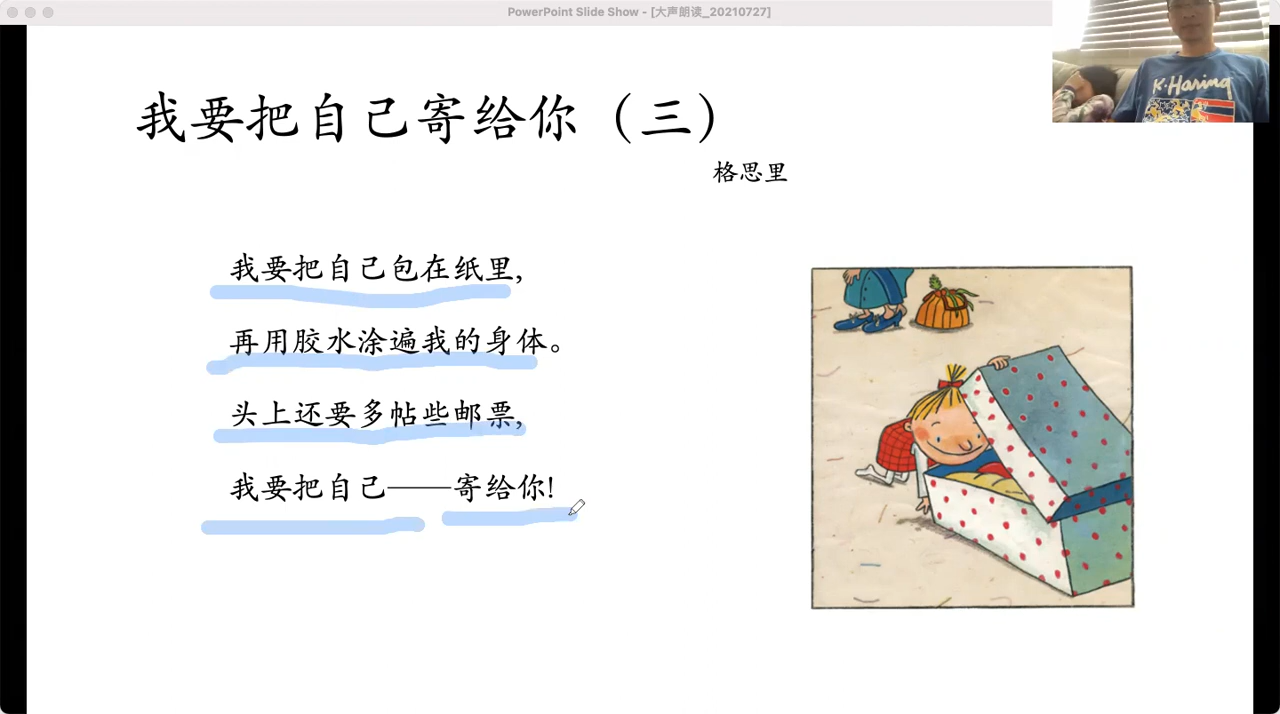 PowerPoint Slide Show - [大声朗读_20210727]
K·Haring
我要把自己寄给你（三）
格思里
我要把自己包在纸里,
再用胶水涂遍我的身体。
头上还要多帖些邮票,
我要把自己——寄给你!